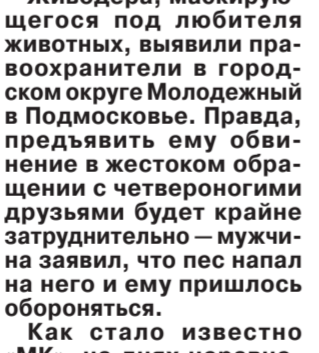 щегося под любителя
животных, выявили пра-
воохранители в город-
ском округе Молодежный
в Подмосковье. Правда,
предъявить ему обви-
нение в жестоком обра-
щении с четвероногими
друзьями будет крайне
затруднительно — мужчи-
на заявил, что пес напал
на него и ему пришлось
обороняться.
Как стало известно